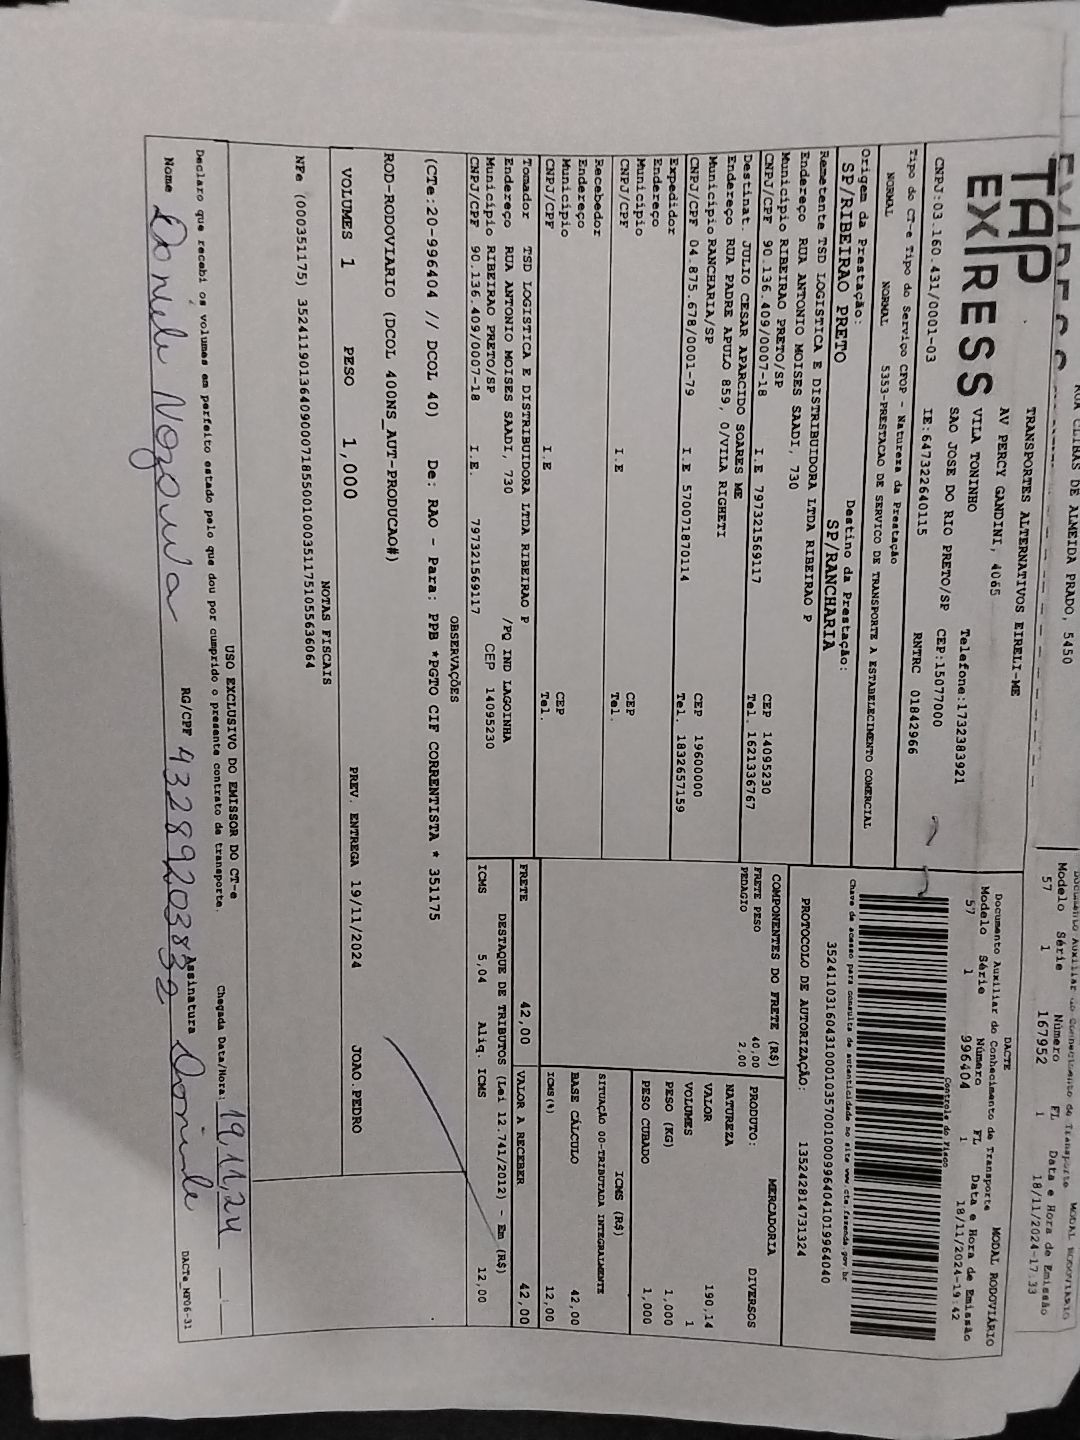 RUA CLIBAS DE ALMEIDA PRADO, 5450
Modelo Série Número FL Data e Hora de Emissão
57 1 167952 1 18/11/2024-17:33
TAP
EXPRESS
TRANSPORTES ALTERNATIVOS EIRELI-ME
AV PERCY GANDINI, 4065
VILA TONINHO
SAO JOSE DO RIO PRETO/SP CEP:15077000
Telefone:1732383921
CNPJ:03.160.431/0001-03 IE:647322640115 RNTRC 01842966
DACTE MODAL RODOVIÁRIO
Documento Auxiliar do Conhecimento de Transporte
Modelo Série Número FL Data e Hora de Emissão
57 1 996404 1 18/11/2024-19:42
Controle do Fisco
Chave de acesso para consulta de autenticidade no site www.cte.fazenda.gov.br
PROTOCOLO DE AUTORIZAÇÃO: 135242814731324
Tipo do CT-e Tipo do Serviço CFOP - Natureza da Prestação
NORMAL NORMAL 5353-PRESTACAO DE SERVICO DE TRANSPORTE A ESTABELECIMENTO COMERCIAL
Origem da Prestação: Destino da Prestação:
SP/RIBEIRAO PRETO SP/RANCHARIA
Remetente TSD LOGISTICA E DISTRIBUIDORA LTDA RIBEIRAO P
Endereço RUA ANTONIO MOISES SAADI, 730
Município RIBEIRAO PRETO/SP CEP 14095230
CNPJ/CPF 90.136.409/0007-18 I.E 797321569117 Tel. 1621336767
Destinat. JULIO CESAR APARCIDO SOARES ME
Endereço RUA PADRE APULO 859, 0/VILA RIGHETI
Município RANCHARIA/SP CEP 19600000
CNPJ/CPF 04.875.678/0001-79 I.E 570071870114 Tel. 1832657159
Expedidor
Endereço
Município CEP
CNPJ/CPF I.E Tel.
Recebedor
Endereço
Município CEP
CNPJ/CPF I.E Tel.
Tomador TSD LOGISTICA E DISTRIBUIDORA LTDA RIBEIRAO P
Endereço RUA ANTONIO MOISES SAADI, 730 /PQ IND LAGOINHA
Município RIBEIRAO PRETO/SP CEP 14095230
CNPJ/CPF 90.136.409/0007-18 I.E. 797321569117
COMPONENTES DO FRETE (R$)
FRETE PESO 40,00
PEDAGIO 2,00
FRETE 42,00 VALOR A RECEBER 42,00
MERCADORIA
PRODUTO: DIVERSOS
NATUREZA
VALOR 190,14
VOLUMES 1
PESO (KG) 1,000
PESO CUBADO 1,000
ICMS (R$)
SITUAÇÃO 00-TRIBUTADA INTEGRALMENTE
BASE CÁLCULO 42,00
ICMS(%) 12,00
DESTAQUE DE TRIBUTOS (Lei 12.741/2012) - Em (R$)
ICMS 5,04 Aliq. ICMS 12,00
OBSERVAÇÕES
(CTe:20-996404 // DCOL 40) De: RAO - Para: PPB *PGTO CIF CORRENTISTA * 351175
ROD-RODOVIARIO (DCOL 400NS_AUT-PRODUCAO#)
VOLUMES 1 PESO 1,000 PREV. ENTREGA 19/11/2024 JOAO.PEDRO
NOTAS FISCAIS
USO EXCLUSIVO DO EMISSOR DO CT-e
Declaro que recebi os volumes em perfeito estado pelo que dou por cumprido o presente contrato de transporte. Chegada Data/Hora: 19,11,24
Nome RG/CPF 43289203832 Assinatura
DACTe_NF06-31